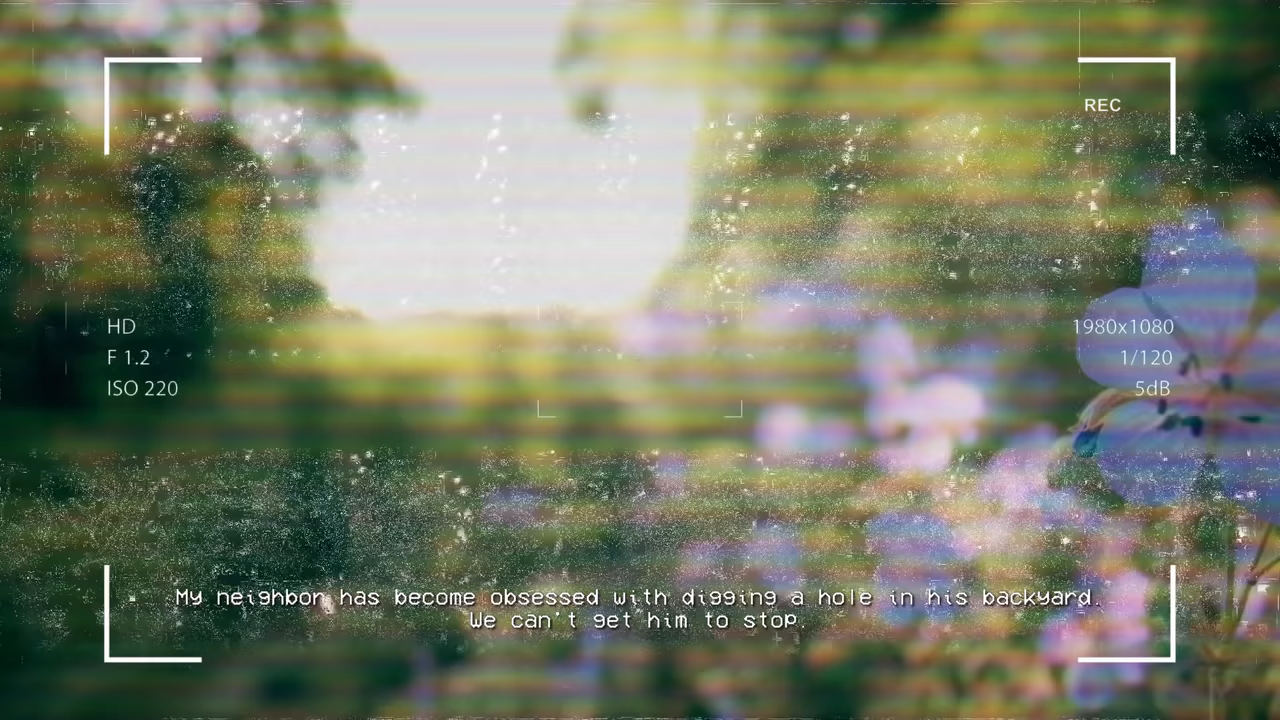 REC
HD
1980x1080
F 1.2
1/120
ISO 220
5dB
My neighbor has become obsessed with digging a hole in his backyard.
We can't get him to stop.